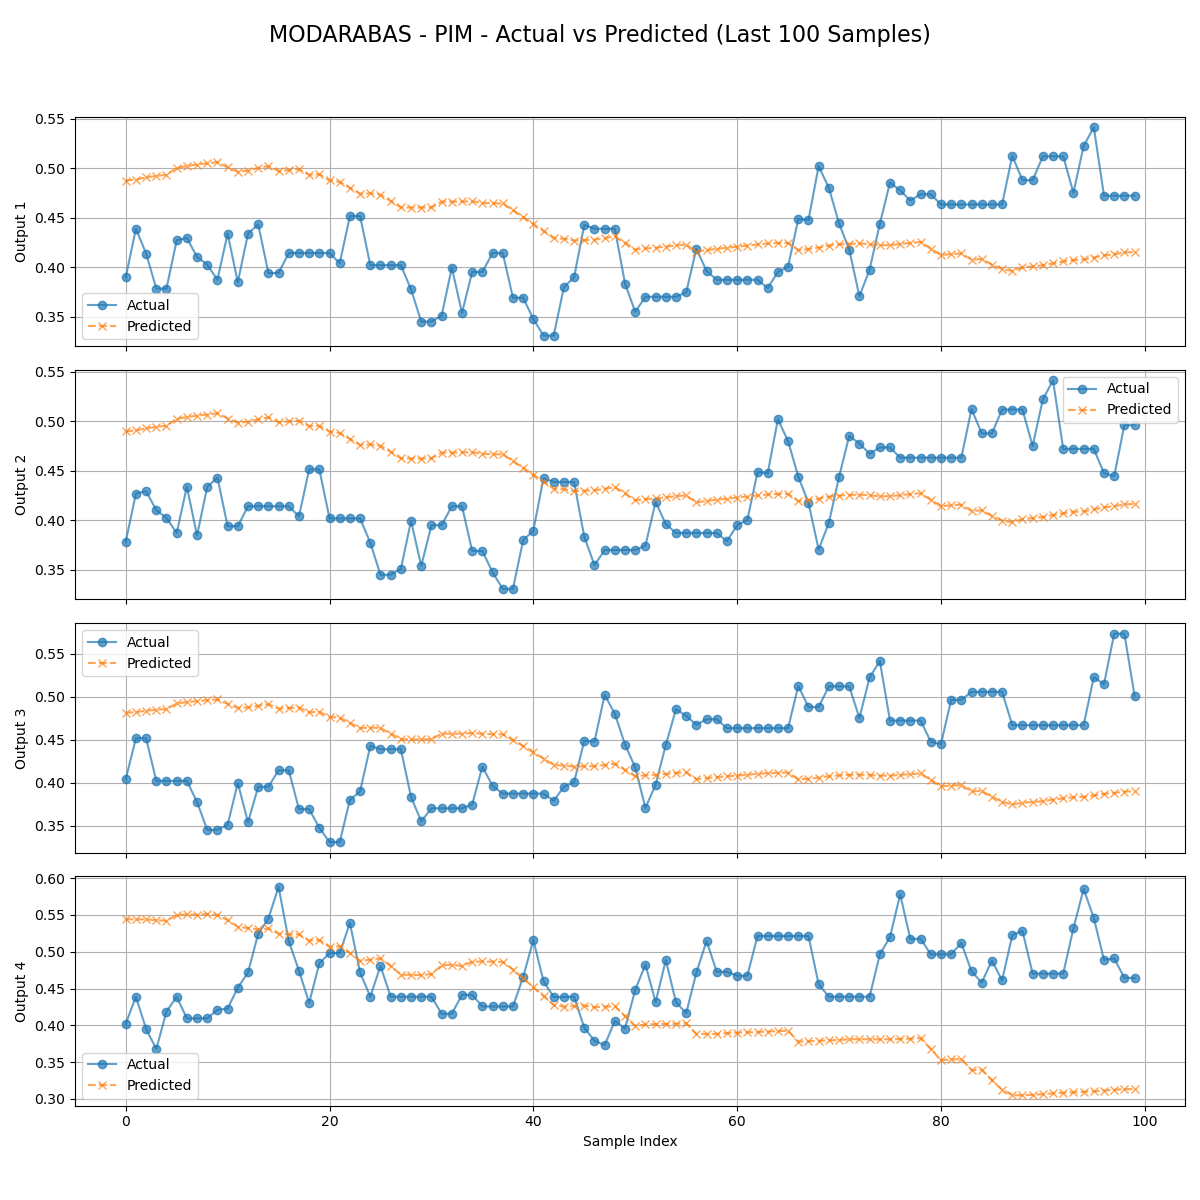 MODARABAS - PIM - Actual vs Predicted (Last 100 Samples)
0.55
0.50
0.45
0.40
0.35
Output 1
Actual
Predicted
0.55
0.50
0.45
0.40
0.35
Output 2
Actual
Predicted
0.55
0.50
0.45
0.40
0.35
Output 3
Actual
Predicted
0.60
0.55
0.50
0.45
0.40
0.35
0.30
Output 4
Actual
Predicted
0 20 40 60 80 100
Sample Index